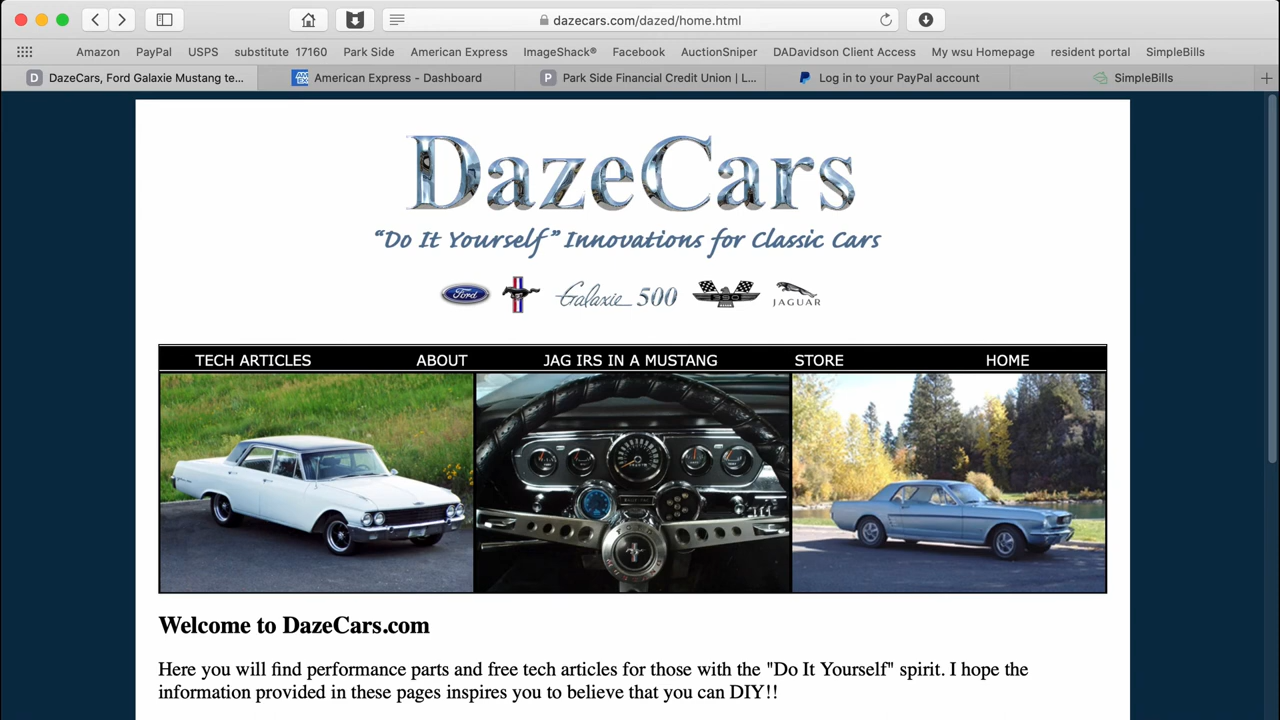 dazecars.com/dazed/home.html
Amazon PayPal USPS substitute 17160 Park Side American Express ImageShack® Facebook AuctionSniper DADavidson Client Access My wsu Homepage resident portal SimpleBills
D DazeCars, Ford Galaxie Mustang te... AM EX American Express - Dashboard P Park Side Financial Credit Union | L... Log in to your PayPal account SimpleBills
DazeCars
“Do It Yourself” Innovations for Classic Cars
Ford Galaxie 500 390 JAGUAR
TECH ARTICLES ABOUT JAG IRS IN A MUSTANG STORE HOME
Welcome to DazeCars.com
Here you will find performance parts and free tech articles for those with the "Do It Yourself" spirit. I hope the
information provided in these pages inspires you to believe that you can DIY!!